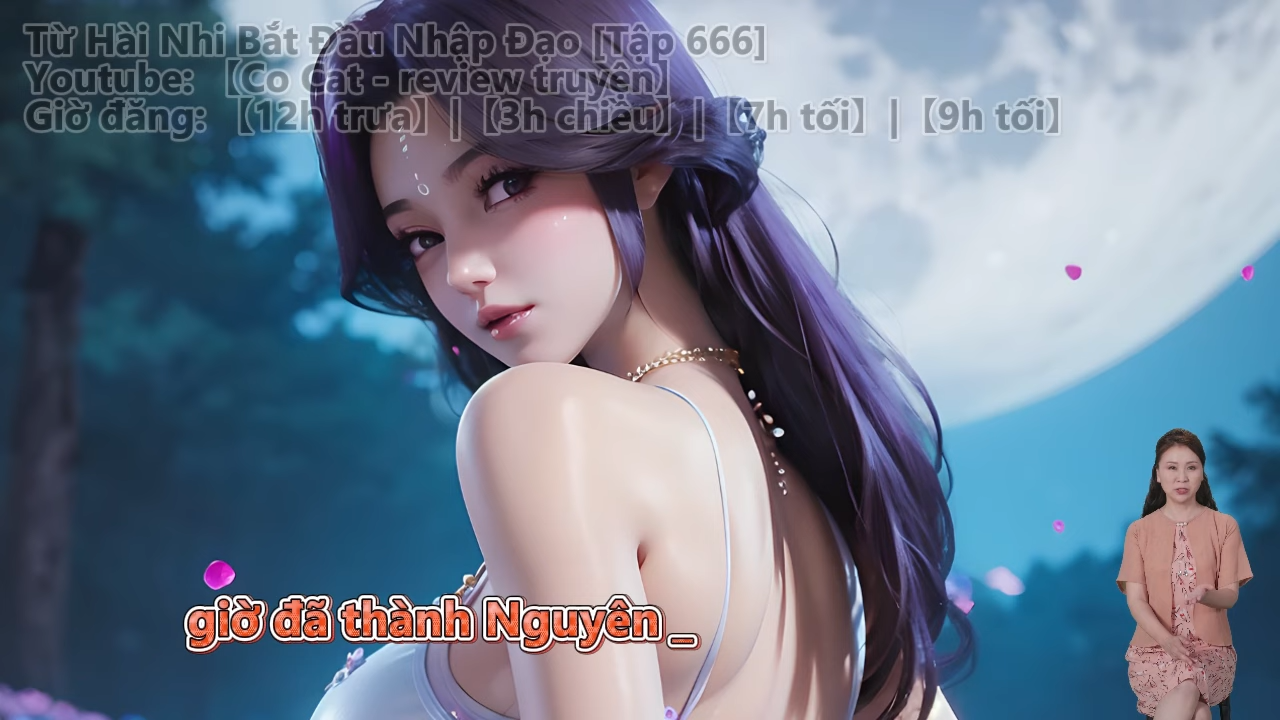 Từ Hài Nhi Bắt Đầu Nhập Đạo [Tập 666]
Youtube: 【Co Cat - review truyện】
Giờ đăng: 【12h trưa】 | 【3h chiều】 | 【7h tối】 | 【9h tối】
giờ đã thành Nguyên _